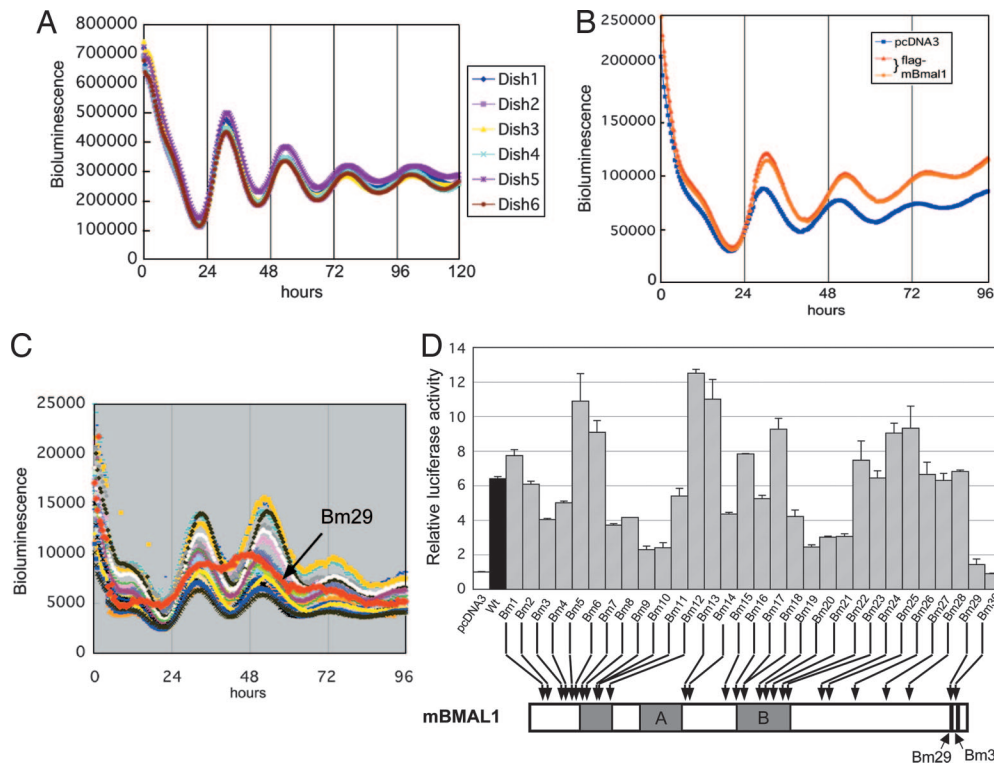 A
Bioluminescence
800000
700000
600000
500000
400000
300000
200000
100000
0
0 24 48 72 96 120
hours
Dish1
Dish2
Dish3
Dish4
Dish5
Dish6
B
Bioluminescence
250000
200000
150000
100000
50000
0
0 24 48 72 96
hours
pcDNA3
} flag-
mBmal1
C
Bioluminescence
25000
20000
15000
10000
5000
0
0 24 48 72 96
hours
Bm29
D
Relative luciferase activity
14
12
10
8
6
4
2
0
pcDNA3 Wt Bm1 Bm2 Bm3 Bm4 Bm5 Bm6 Bm7 Bm8 Bm9 Bm10 Bm11 Bm12 Bm13 Bm14 Bm15 Bm16 Bm17 Bm18 Bm19 Bm20 Bm21 Bm22 Bm23 Bm24 Bm25 Bm26 Bm27 Bm28 Bm29 Bm30
mBMAL1 A B
Bm29 Bm3